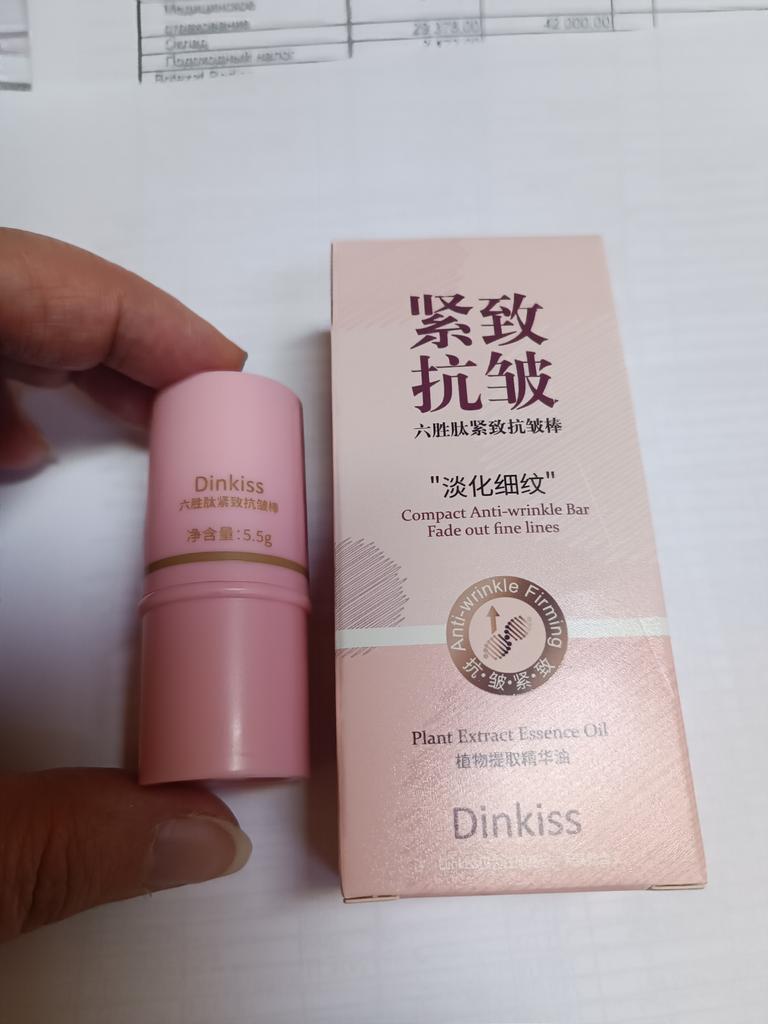 Медицинское
страхование
Оклад 42 000.00
Подоходный налог
紧致
抗皱
六胜肽紧致抗皱棒
"淡化细纹"
Compact Anti-wrinkle Bar
Fade out fine lines
Anti-wrinkle Firming
抗·皱·紧·致
Plant Extract Essence Oil
植物提取精华油
Dinkiss
Dinkiss
六胜肽紧致抗皱棒
净含量:5.5g